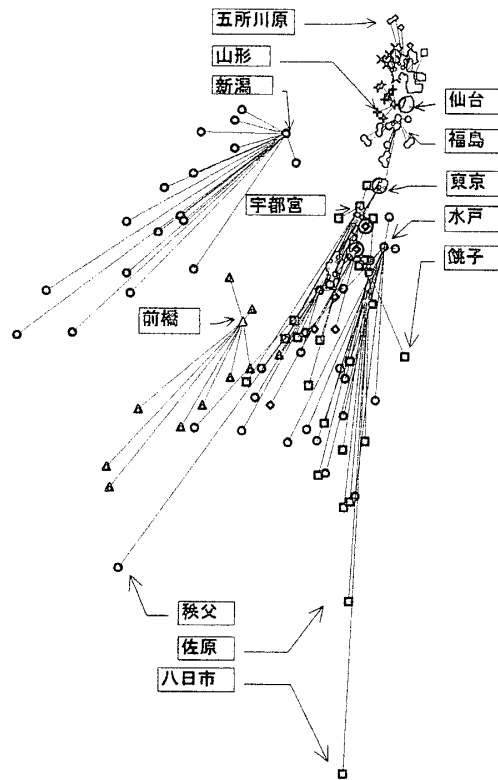 五所川原
山形
新潟
仙台
福島
東京
宇都宮
水戸
銚子
前橋
秩父
佐原
八日市